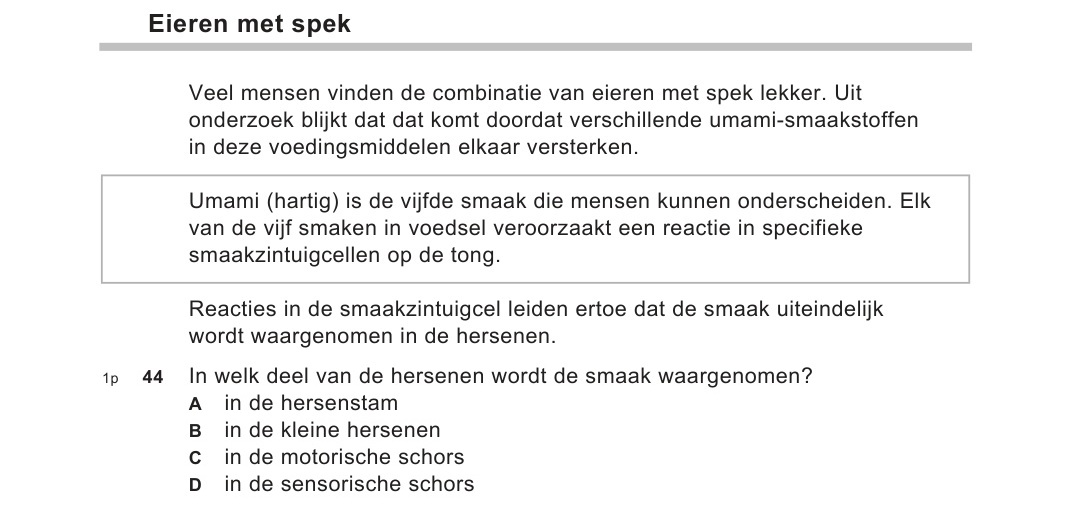 Eieren met spek
Veel mensen vinden de combinatie van eieren met spek lekker. Uit
onderzoek blijkt dat dat komt doordat verschillende umami-smaakstoffen
in deze voedingsmiddelen elkaar versterken.
Umami (hartig) is de vijfde smaak die mensen kunnen onderscheiden. Elk
van de vijf smaken in voedsel veroorzaakt een reactie in specifieke
smaakzintuigcellen op de tong.
Reacties in de smaakzintuigcel leiden ertoe dat de smaak uiteindelijk
wordt waargenomen in de hersenen.
1p 44 In welk deel van de hersenen wordt de smaak waargenomen?
A in de hersenstam
B in de kleine hersenen
C in de motorische schors
D in de sensorische schors